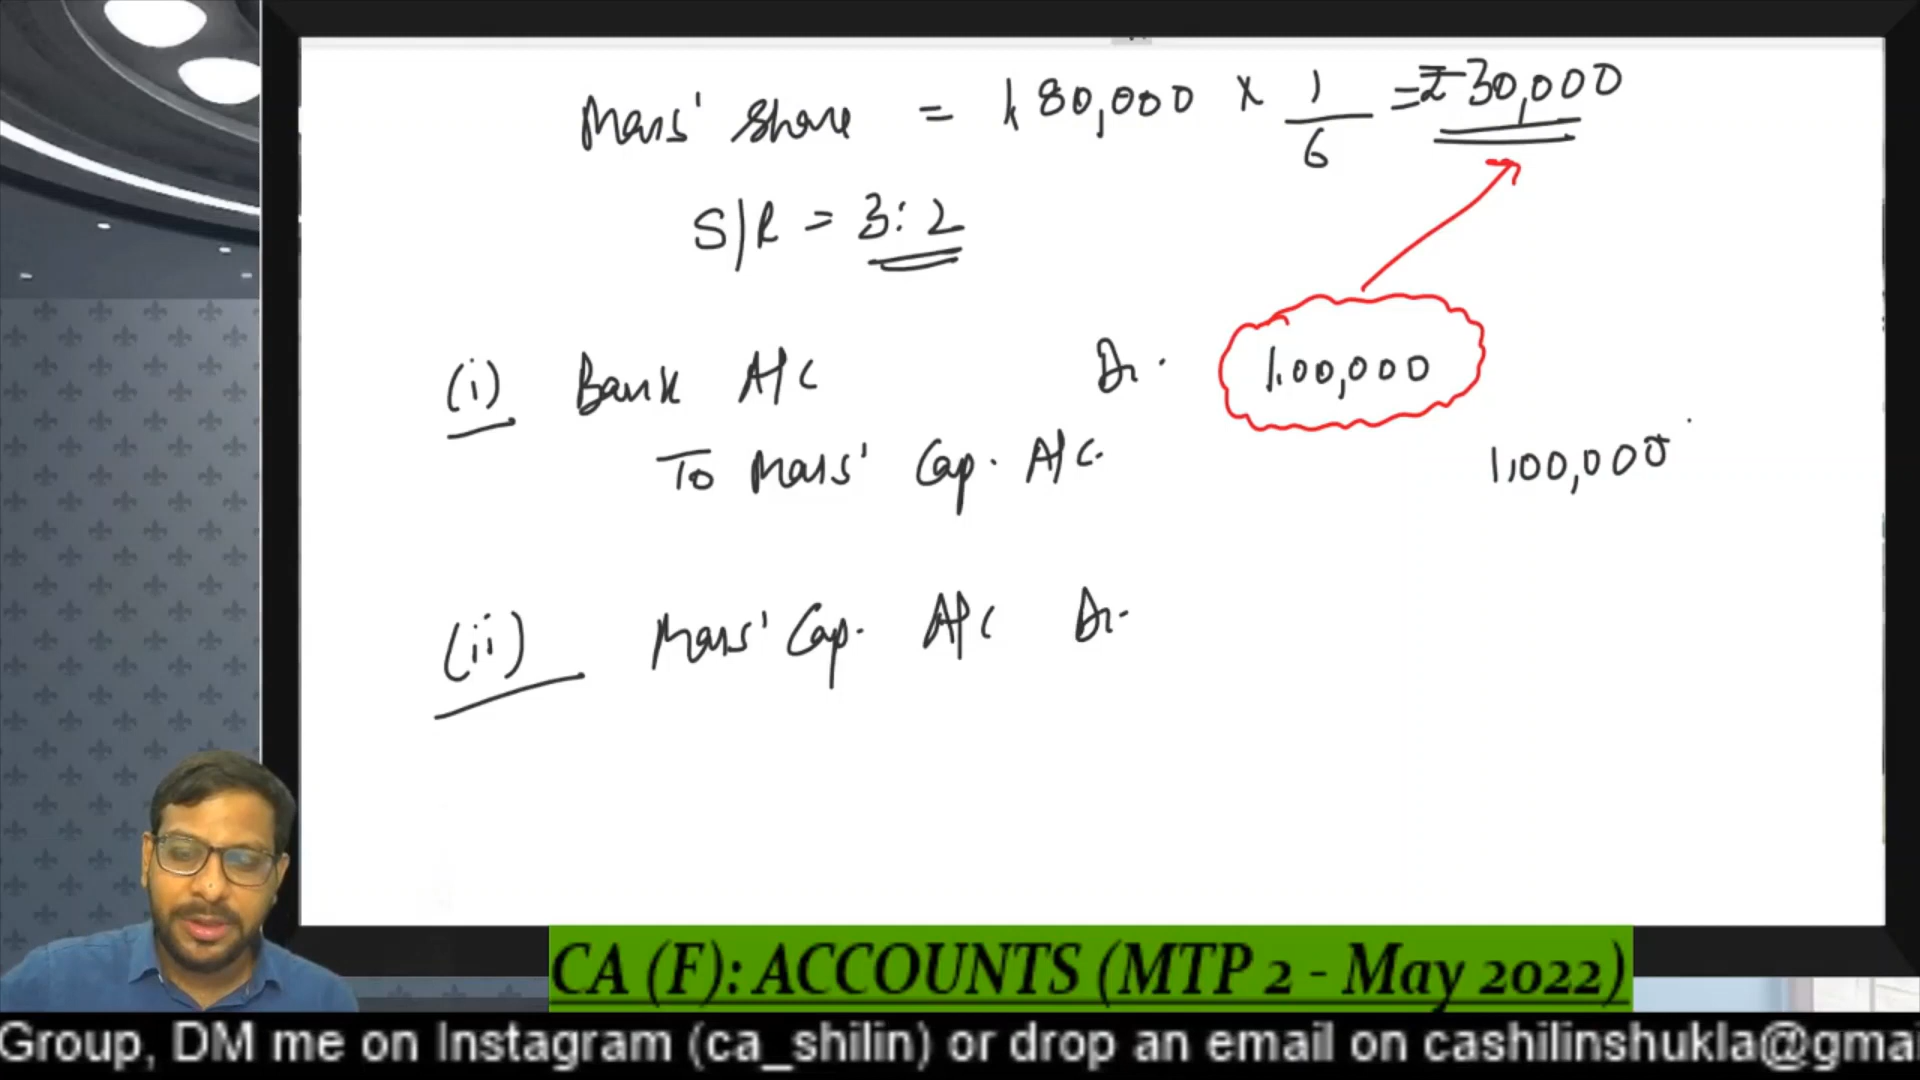 Mars' share = 1,80,000 x 1/6 = ₹30,000
S/R = 3:2
(i) Bank A/C Dr. 1,00,000
To Mars' Cap. A/C. 1,00,000
(ii) Mars' Cap. A/C Dr.
CA (F): ACCOUNTS (MTP 2 - May 2022)
Group, DM me on Instagram (ca_shilin) or drop an email on cashilinshukla@gmai